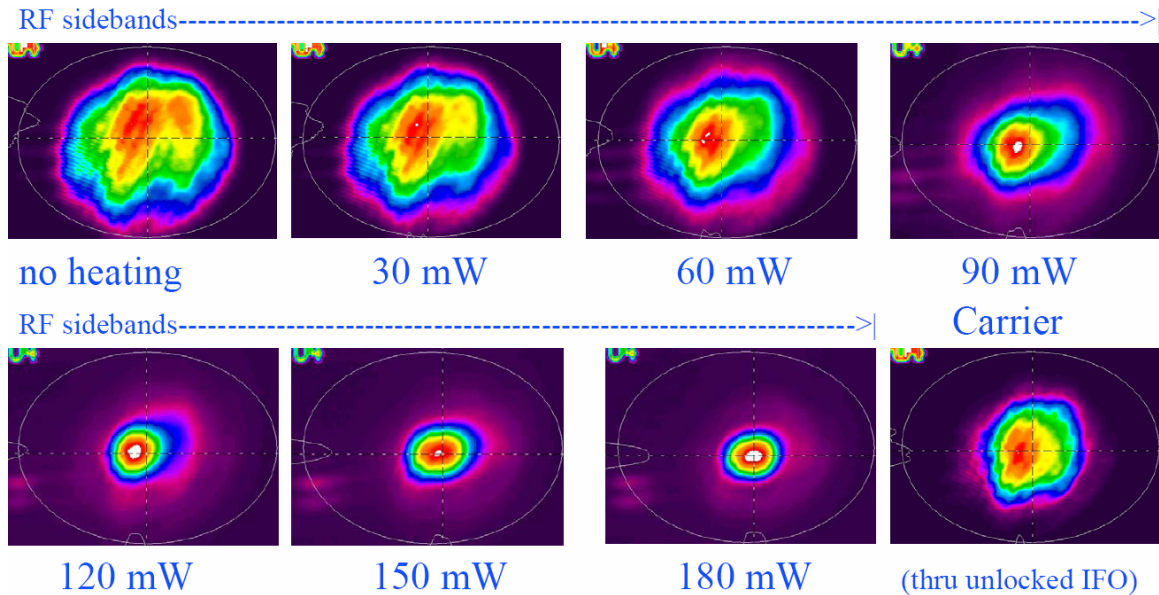 RF sidebands------------------------------------------------------------------------------->|
no heating 30 mW 60 mW 90 mW
RF sidebands--------------------------------------------------------->| Carrier
120 mW 150 mW 180 mW (thru unlocked IFO)